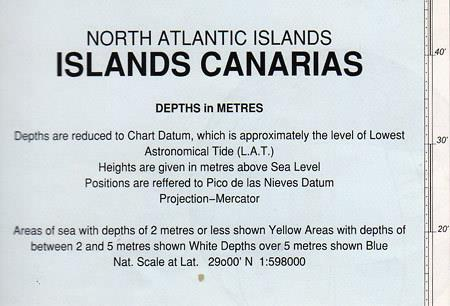 NORTH ATLANTIC ISLANDS
ISLANDS CANARIAS
DEPTHS in METRES
Depths are reduced to Chart Datum, which is approximately the level of Lowest
Astronomical Tide (L.A.T.)
Heights are given in metres above Sea Level
Positions are reffered to Pico de las Nieves Datum
Projection-Mercator
Areas of sea with depths of 2 metres or less shown Yellow Areas with depths of
between 2 and 5 metres shown White Depths over 5 metres shown Blue
Nat. Scale at Lat. 29o00' N 1:598000
40'
30'
20'